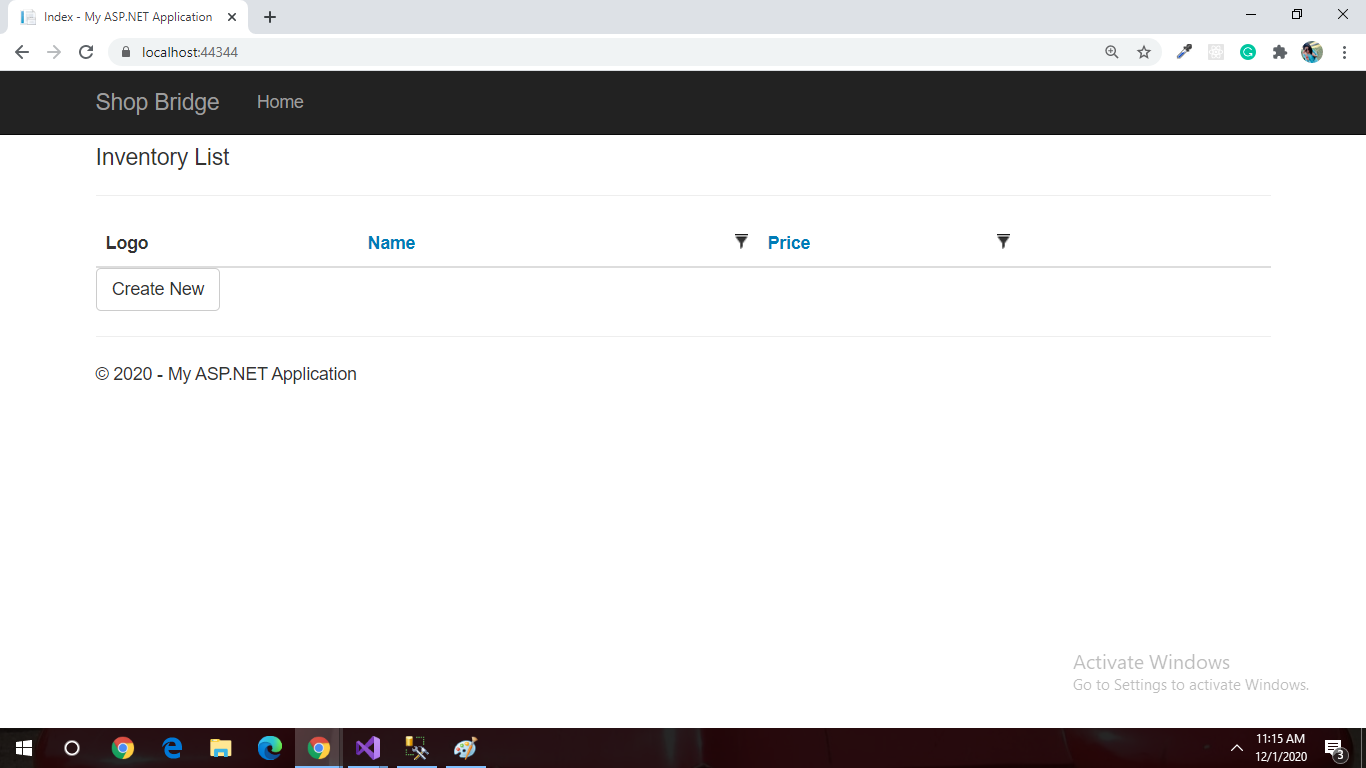 Index - My ASP.NET Application
localhost:44344
Shop Bridge Home
Inventory List
Logo Name Price
Create New
© 2020 - My ASP.NET Application
Activate Windows
Go to Settings to activate Windows.
11:15 AM
12/1/2020
3